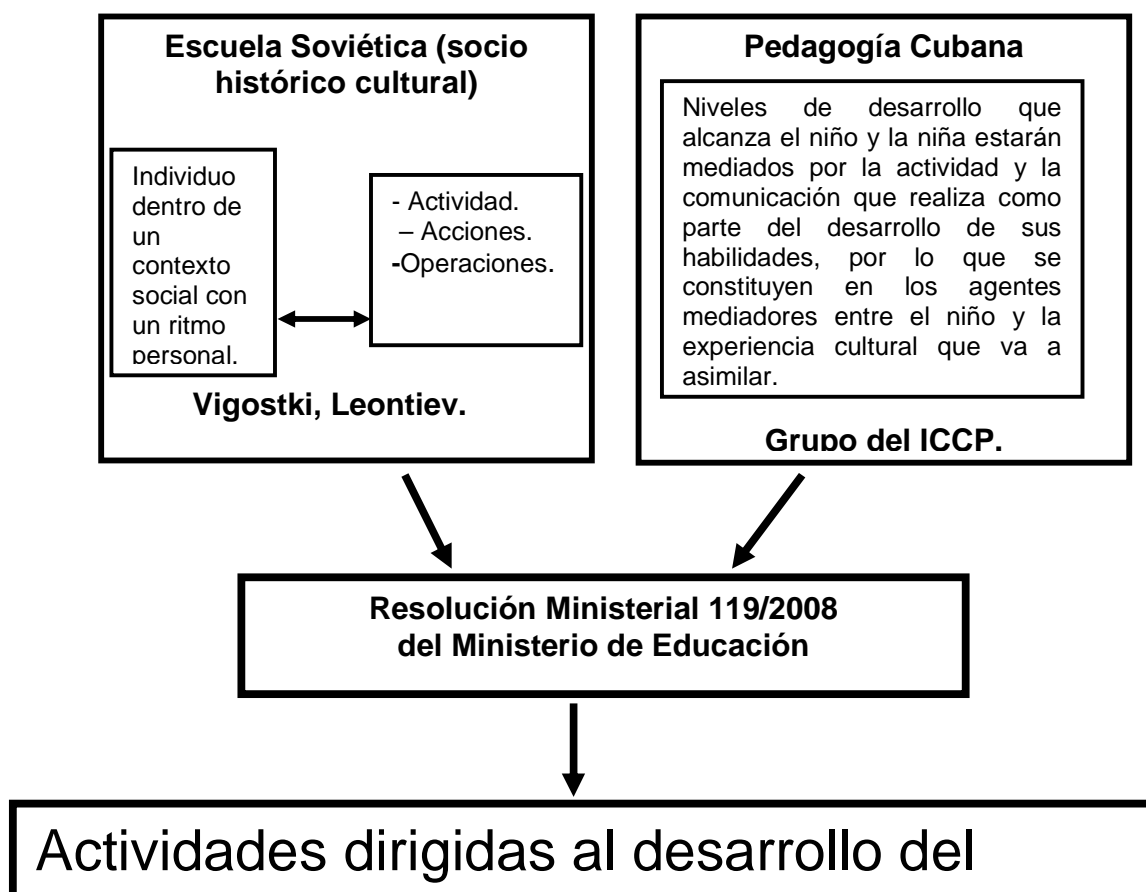 Escuela Soviética (socio
histórico cultural)
Individuo
dentro de
un
contexto
social con
un ritmo
personal.
- Actividad.
– Acciones.
-Operaciones.
Vigostki, Leontiev.
Pedagogía Cubana
Niveles de desarrollo que
alcanza el niño y la niña estarán
mediados por la actividad y la
comunicación que realiza como
parte del desarrollo de sus
habilidades, por lo que se
constituyen en los agentes
mediadores entre el niño y la
experiencia cultural que va a
asimilar.
Grupo del ICCP.
Resolución Ministerial 119/2008
del Ministerio de Educación
Actividades dirigidas al desarrollo del